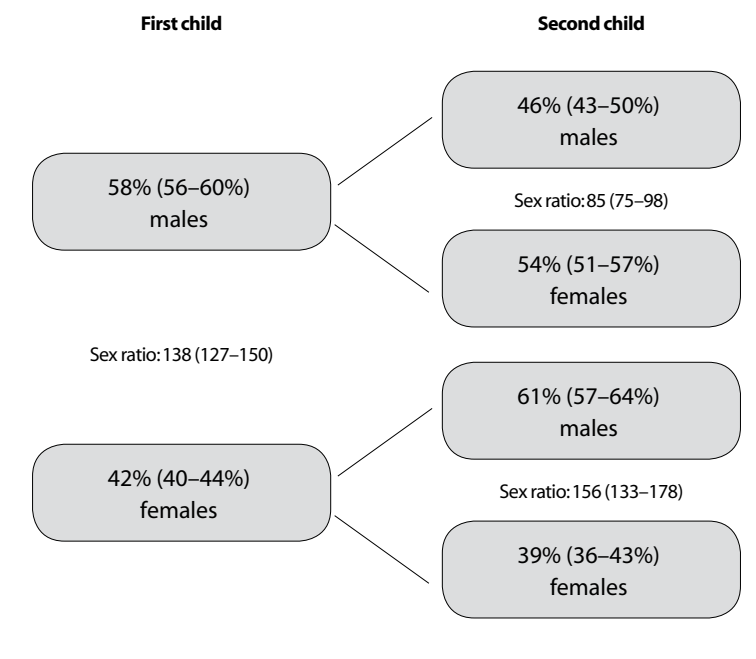 First child
Second child
58% (56–60%)
males
Sex ratio: 138 (127–150)
42% (40–44%)
females
46% (43–50%)
males
Sex ratio: 85 (75–98)
54% (51–57%)
females
61% (57–64%)
males
Sex ratio: 156 (133–178)
39% (36–43%)
females